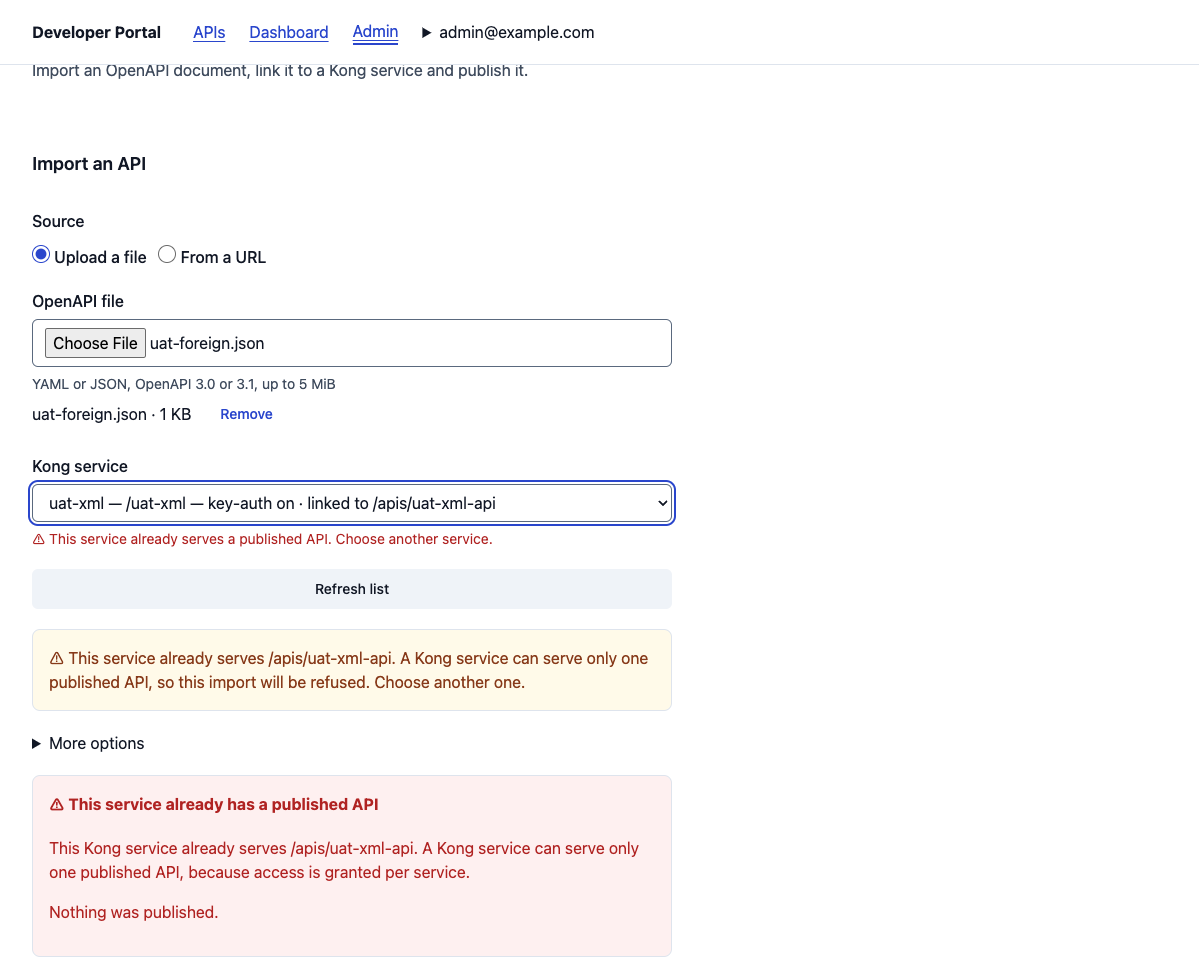 Developer Portal APIs Dashboard Admin ▶ admin@example.com
Import an OpenAPI document, link it to a Kong service and publish it.
Import an API
Source
Upload a file From a URL
OpenAPI file
Choose File uat-foreign.json
YAML or JSON, OpenAPI 3.0 or 3.1, up to 5 MiB
uat-foreign.json · 1 KB Remove
Kong service
uat-xml — /uat-xml — key-auth on · linked to /apis/uat-xml-api
⚠ This service already serves a published API. Choose another service.
Refresh list
⚠ This service already serves /apis/uat-xml-api. A Kong service can serve only one
published API, so this import will be refused. Choose another one.
▶ More options
⚠ This service already has a published API
This Kong service already serves /apis/uat-xml-api. A Kong service can serve only
one published API, because access is granted per service.
Nothing was published.